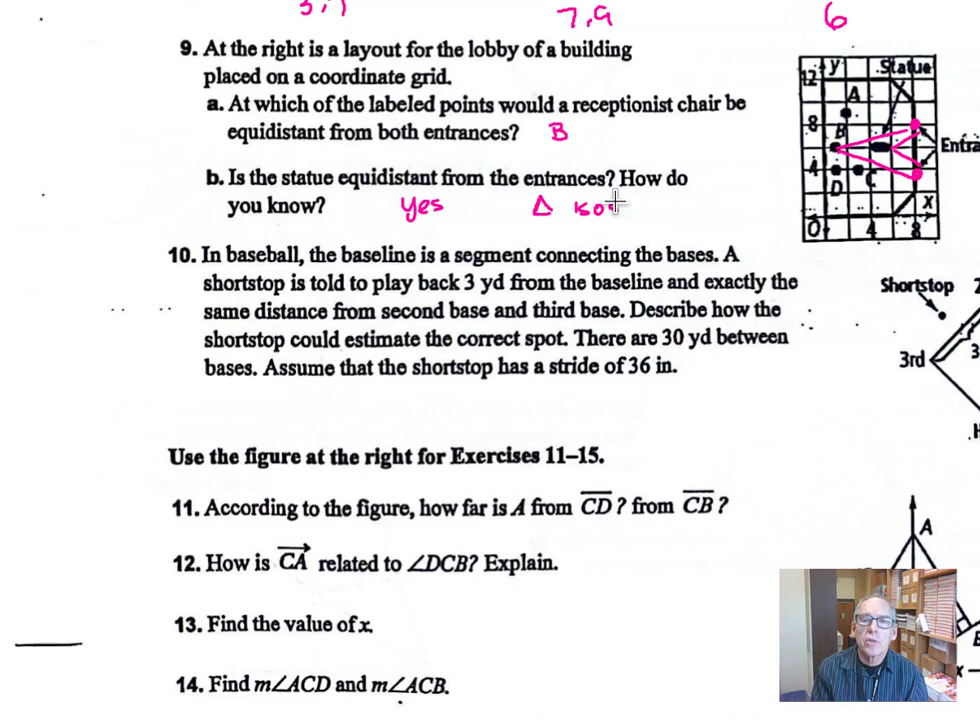 7,9
6
9. At the right is a layout for the lobby of a building
placed on a coordinate grid.
a. At which of the labeled points would a receptionist chair be
equidistant from both entrances? B
b. Is the statue equidistant from the entrances? How do
you know? yes Δ isos
12 y Statue
A
8 B
Entra
4
D C
x
O 4 8
10. In baseball, the baseline is a segment connecting the bases. A
shortstop is told to play back 3 yd from the baseline and exactly the
same distance from second base and third base. Describe how the
shortstop could estimate the correct spot. There are 30 yd between
bases. Assume that the shortstop has a stride of 36 in.
Shortstop 2
3
3rd
H
Use the figure at the right for Exercises 11–15.
11. According to the figure, how far is A from CD? from CB?
12. How is CA related to ∠DCB? Explain.
13. Find the value of x.
14. Find m∠ACD and m∠ACB.
A
x